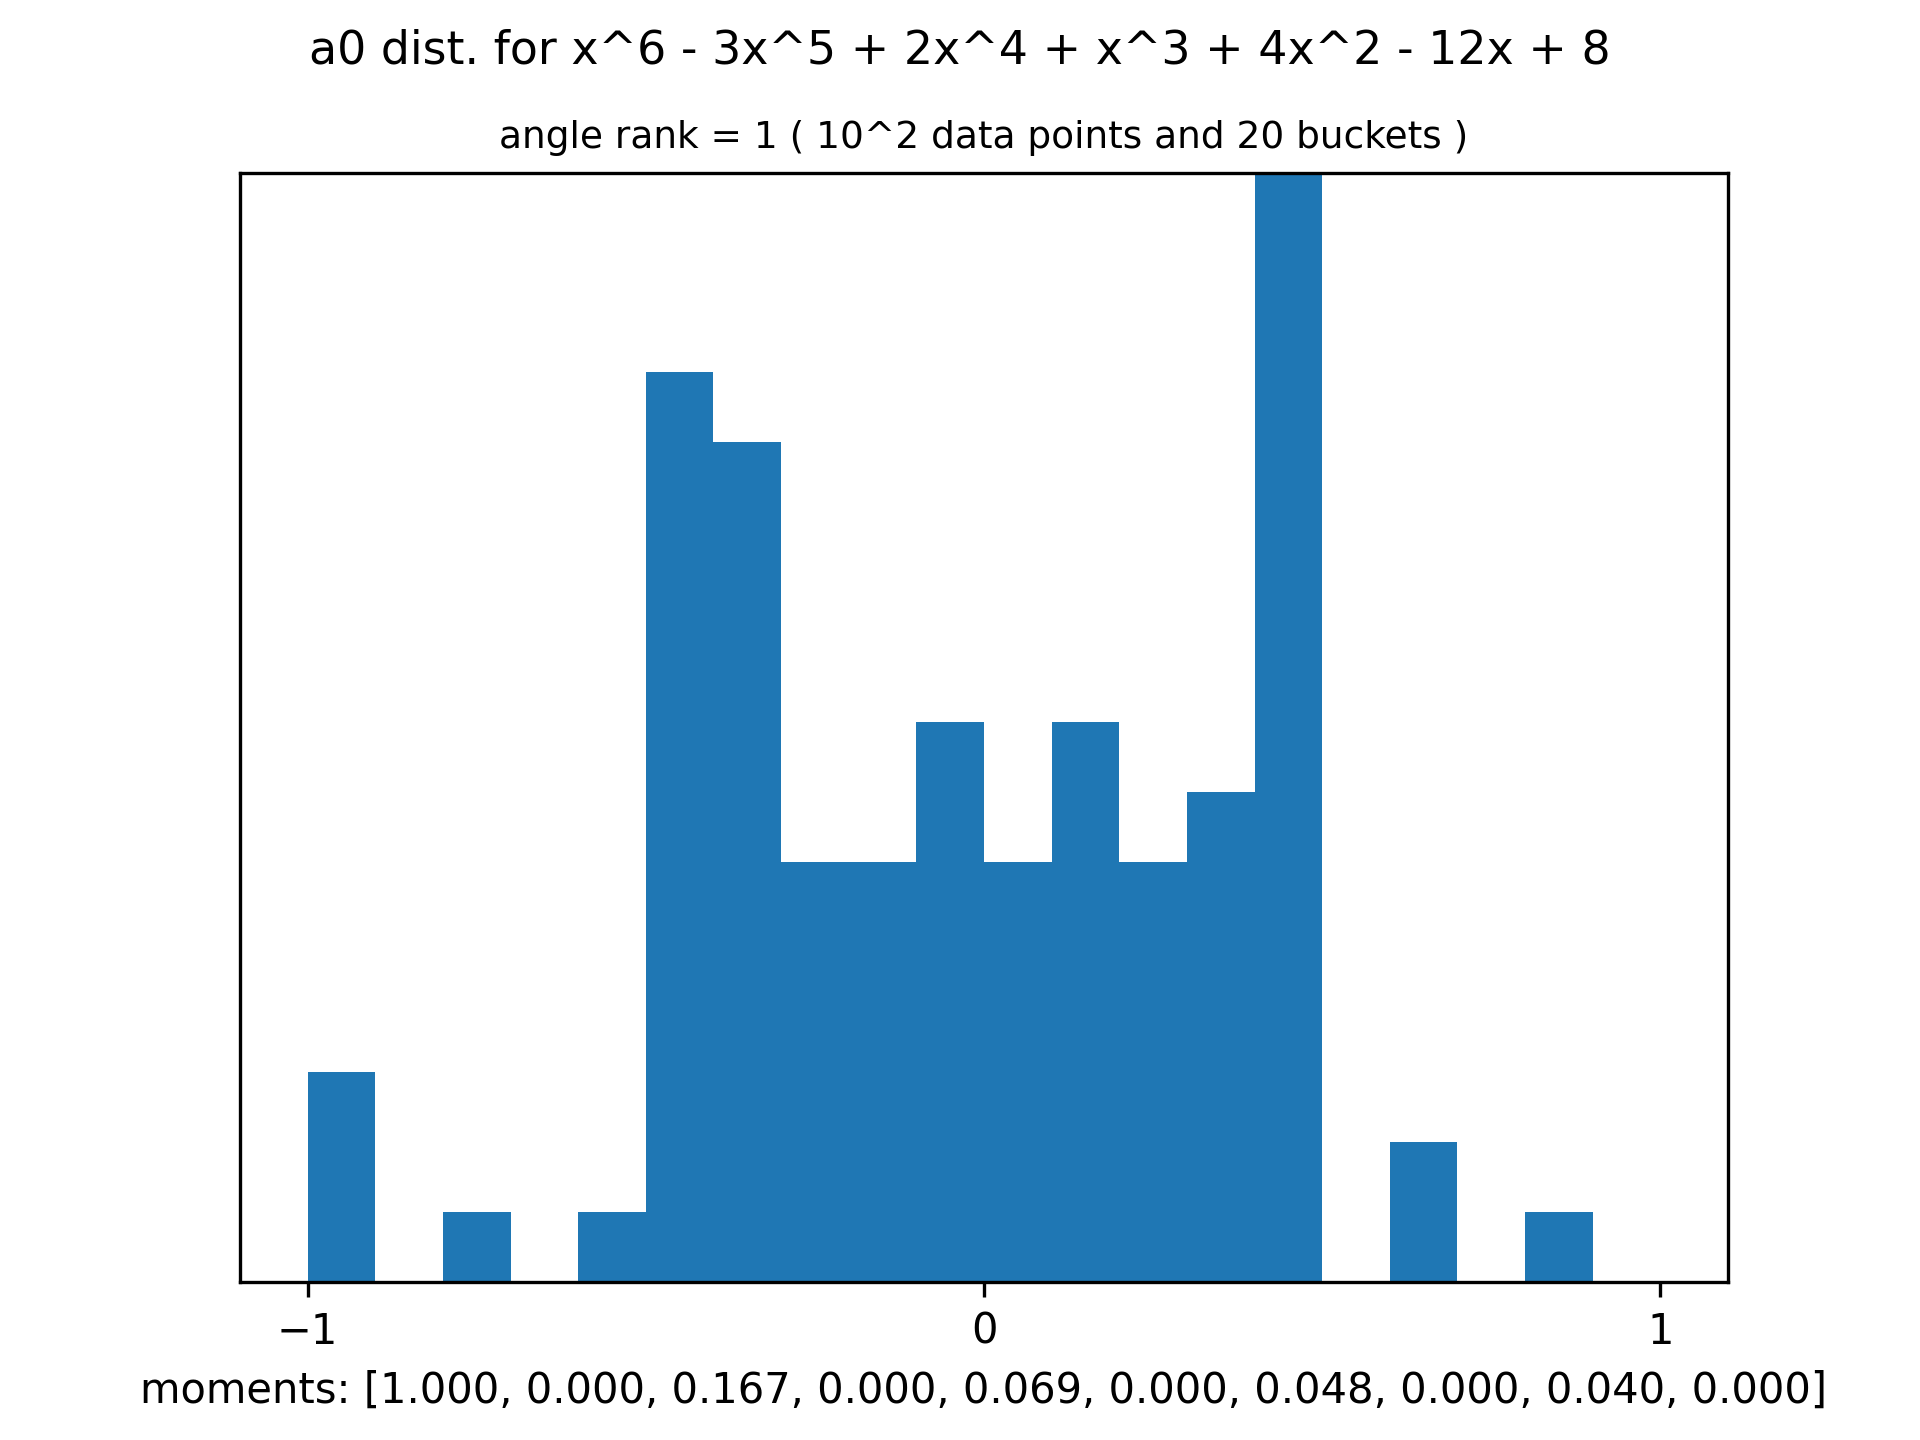 a0 dist. for x^6 - 3x^5 + 2x^4 + x^3 + 4x^2 - 12x + 8
angle rank = 1 ( 10^2 data points and 20 buckets )
−1 0 1
moments: [1.000, 0.000, 0.167, 0.000, 0.069, 0.000, 0.048, 0.000, 0.040, 0.000]